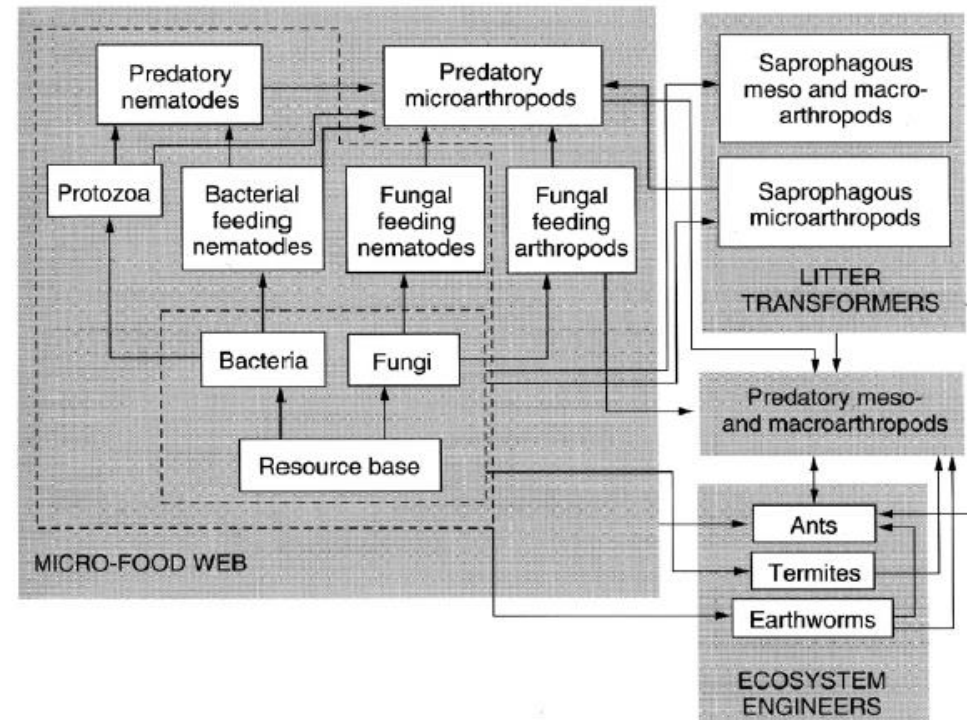 Predatory
nematodes
Predatory
microarthropods
Saprophagous
meso and macro-
arthropods
Protozoa
Bacterial
feeding
nematodes
Fungal
feeding
nematodes
Fungal
feeding
arthropods
Saprophagous
microarthropods
LITTER
TRANSFORMERS
Bacteria
Fungi
Predatory meso-
and macroarthropods
Resource base
Ants
MICRO-FOOD WEB
Termites
Earthworms
ECOSYSTEM
ENGINEERS